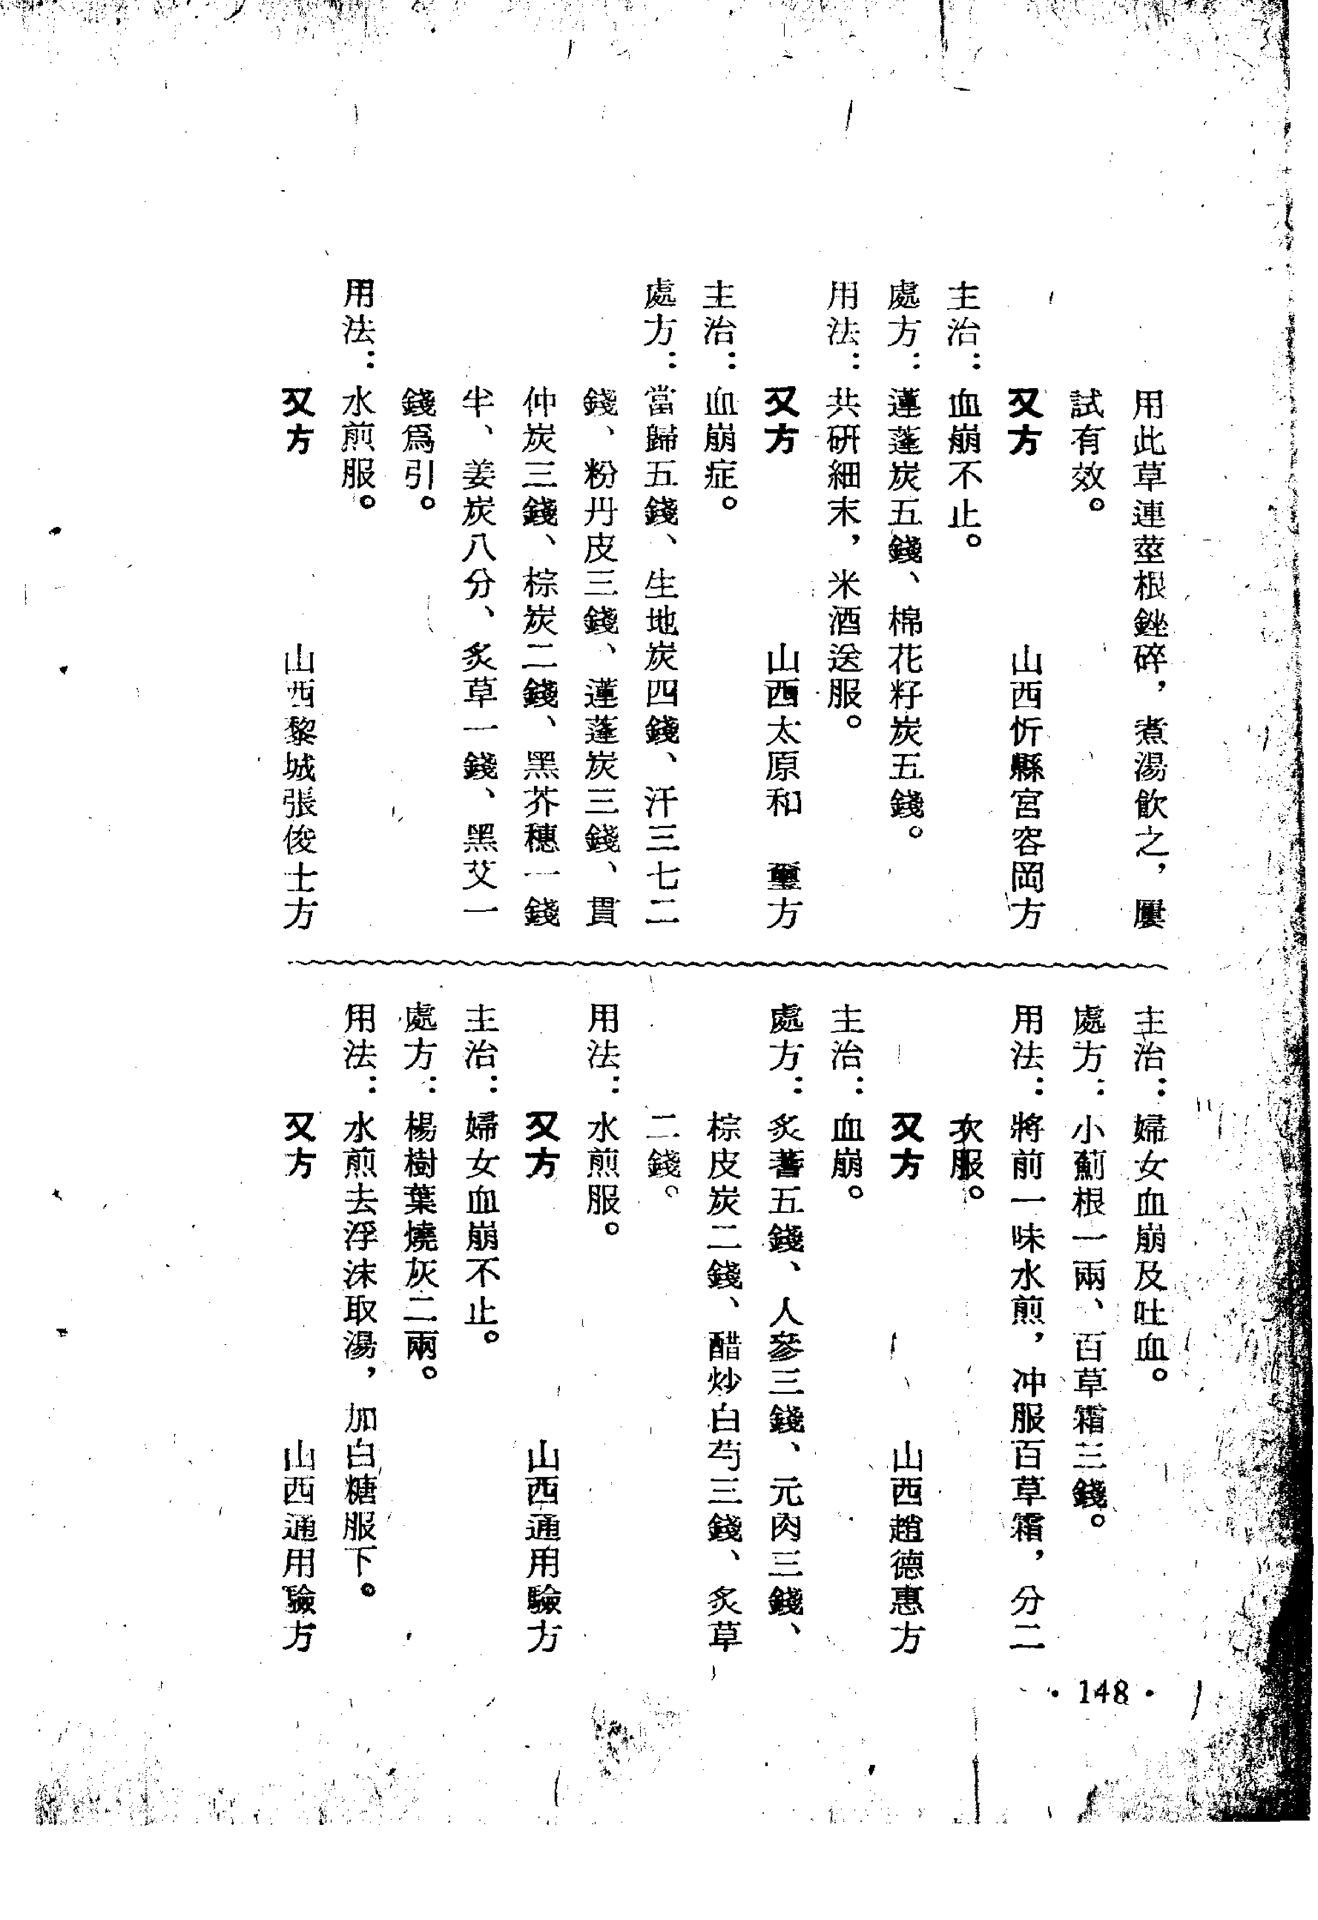 用此草連莖根銼碎，煮湯飲之，屢
試有效。
又方　　山西忻縣宮容岡方
主治：血崩不止。
處方：蓮蓬炭五錢、棉花籽炭五錢。
用法：共研細末，米酒送服。
又方　　山西太原和　璽方
主治：血崩症。
處方：當歸五錢、生地炭四錢、汗三七二
錢、粉丹皮三錢、蓮蓬炭三錢、貫
仲炭三錢、棕炭二錢、黑芥穗一錢
半、姜炭八分、炙草一錢、黑艾一
錢爲引。
用法：水煎服。
又方　　山西黎城張俊士方
主治：婦女血崩及吐血。
處方：小薊根一兩、百草霜三錢。
用法：將前一味水煎，冲服百草霜，分二
次服。
又方　　山西趙德惠方
主治：血崩。
處方：炙蓍五錢、人參三錢、元肉三錢、
棕皮炭二錢、醋炒白芍三錢、炙草
二錢。
用法：水煎服。
又方　　山西通用驗方
主治：婦女血崩不止。
處方：楊樹葉燒灰二兩。
用法：水煎去浮沫取湯，加白糖服下。
又方　　山西通用驗方
·148·